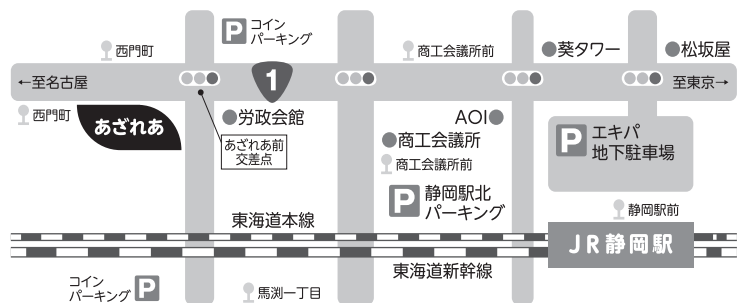 P コイン
パーキング
西門町
商工会議所前
葵タワー
松坂屋
←至名古屋
1
至東京→
西門町
あざれあ
労政会館
あざれあ前
交差点
AOI
商工会議所
商工会議所前
P エキパ
地下駐車場
P 静岡駅北
パーキング
静岡駅前
東海道本線
JR静岡駅
東海道新幹線
コイン
パーキング P
馬渕一丁目